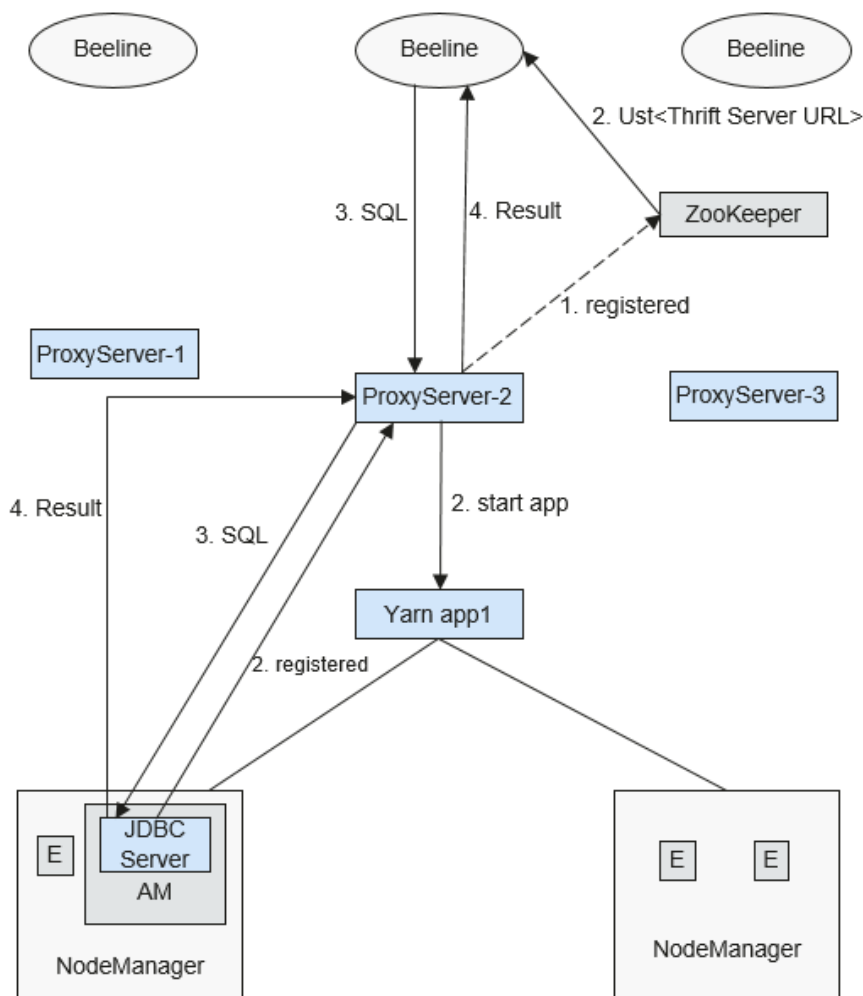 Beeline
Beeline
Beeline
2. Ust<Thrift Server URL>
3. SQL
4. Result
ZooKeeper
1. registered
ProxyServer-1
ProxyServer-2
ProxyServer-3
4. Result
3. SQL
2. start app
Yarn app1
2. registered
E
JDBC
Server
AM
NodeManager
E
E
NodeManager